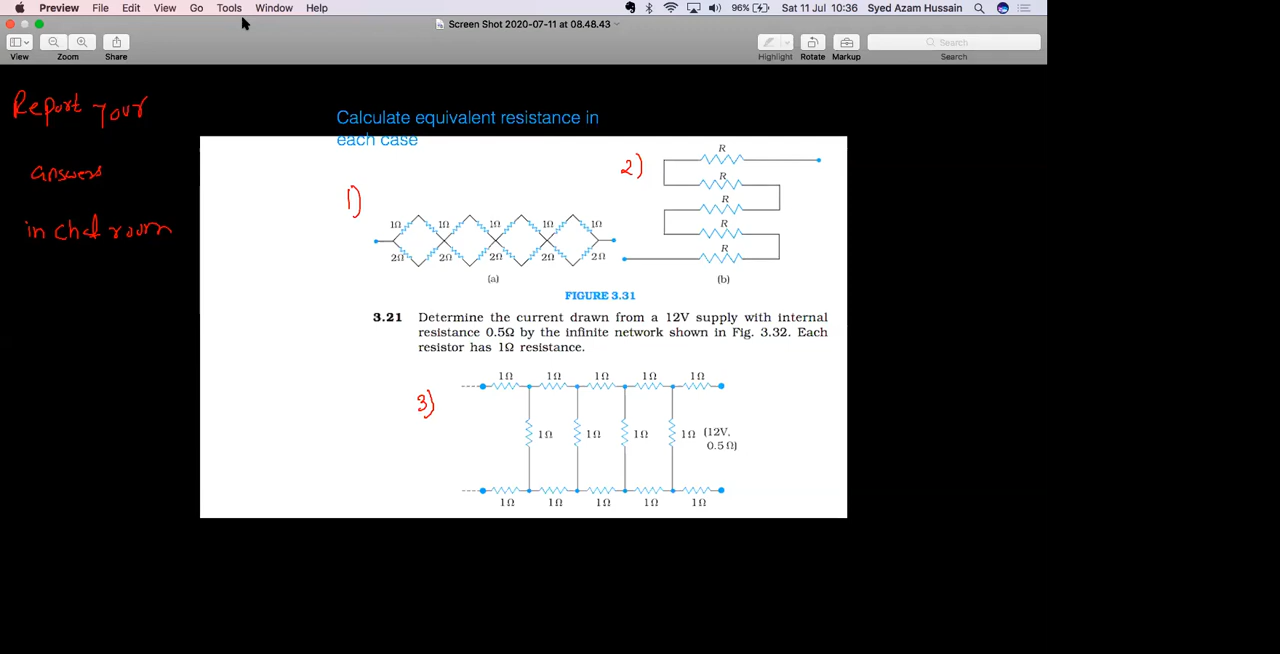 Preview File Edit View Go Tools Window Help 96% Sat 11 Jul 10:36 Syed Azam Hussain
Screen Shot 2020-07-11 at 08.48.43
Search
View Zoom Share Highlight Rotate Markup Search
Report your
answers
in chat room
Calculate equivalent resistance in
each case
1)
1Ω 1Ω 1Ω 1Ω 1Ω
2Ω 2Ω 2Ω 2Ω 2Ω
(a)
2)
R
R
R
R
R
(b)
FIGURE 3.31
3.21 Determine the current drawn from a 12V supply with internal
resistance 0.5Ω by the infinite network shown in Fig. 3.32. Each
resistor has 1Ω resistance.
3)
1Ω 1Ω 1Ω 1Ω 1Ω
1Ω 1Ω 1Ω 1Ω (12V,
0.5Ω)
1Ω 1Ω 1Ω 1Ω 1Ω